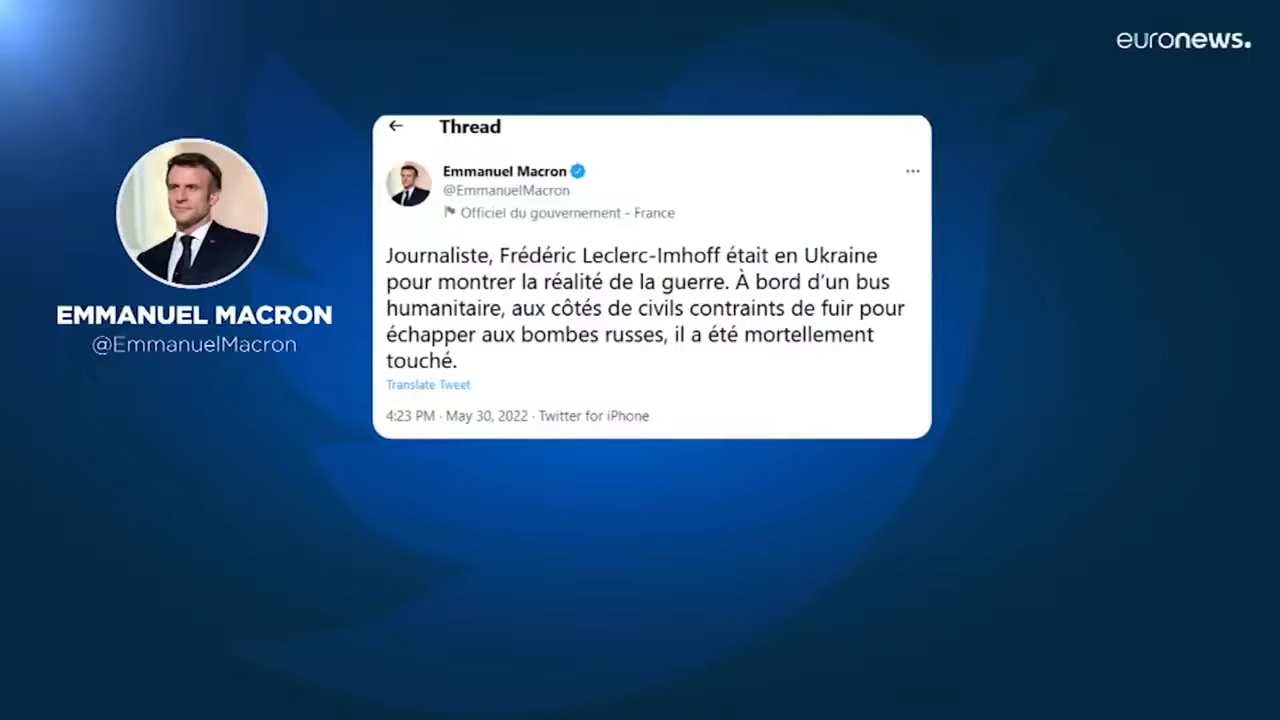 euronews.
Thread
Emmanuel Macron
@EmmanuelMacron
Officiel du gouvernement - France
Journaliste, Frédéric Leclerc-Imhoff était en Ukraine
pour montrer la réalité de la guerre. À bord d'un bus
humanitaire, aux côtés de civils contraints de fuir pour
échapper aux bombes russes, il a été mortellement
touché.
Translate Tweet
4:23 PM · May 30, 2022 · Twitter for iPhone
EMMANUEL MACRON
@EmmanuelMacron